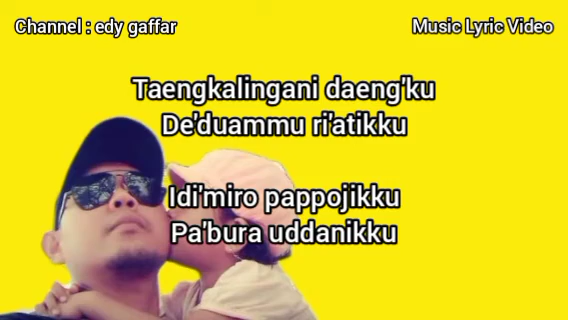 Channel : edy gaffar
Music Lyric Video
Taengkalingani daeng'ku
De'duammu ri'atikku
Idi'miro pappojikku
Pa'bura uddanikku